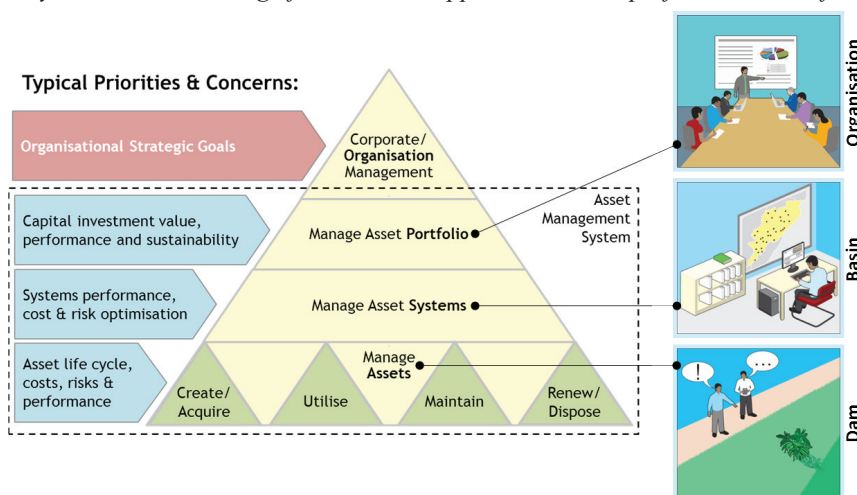 Typical Priorities & Concerns:
Organisational Strategic Goals
Corporate/
Organisation
Management
Capital investment value,
performance and sustainability
Manage Asset Portfolio
Asset
Management
System
Systems performance,
cost & risk optimisation
Manage Asset Systems
Asset life cycle,
costs, risks &
performance
Manage
Assets
Create/
Acquire
Utilise
Maintain
Renew/
Dispose
Organisation
Basin
! ...
Dam